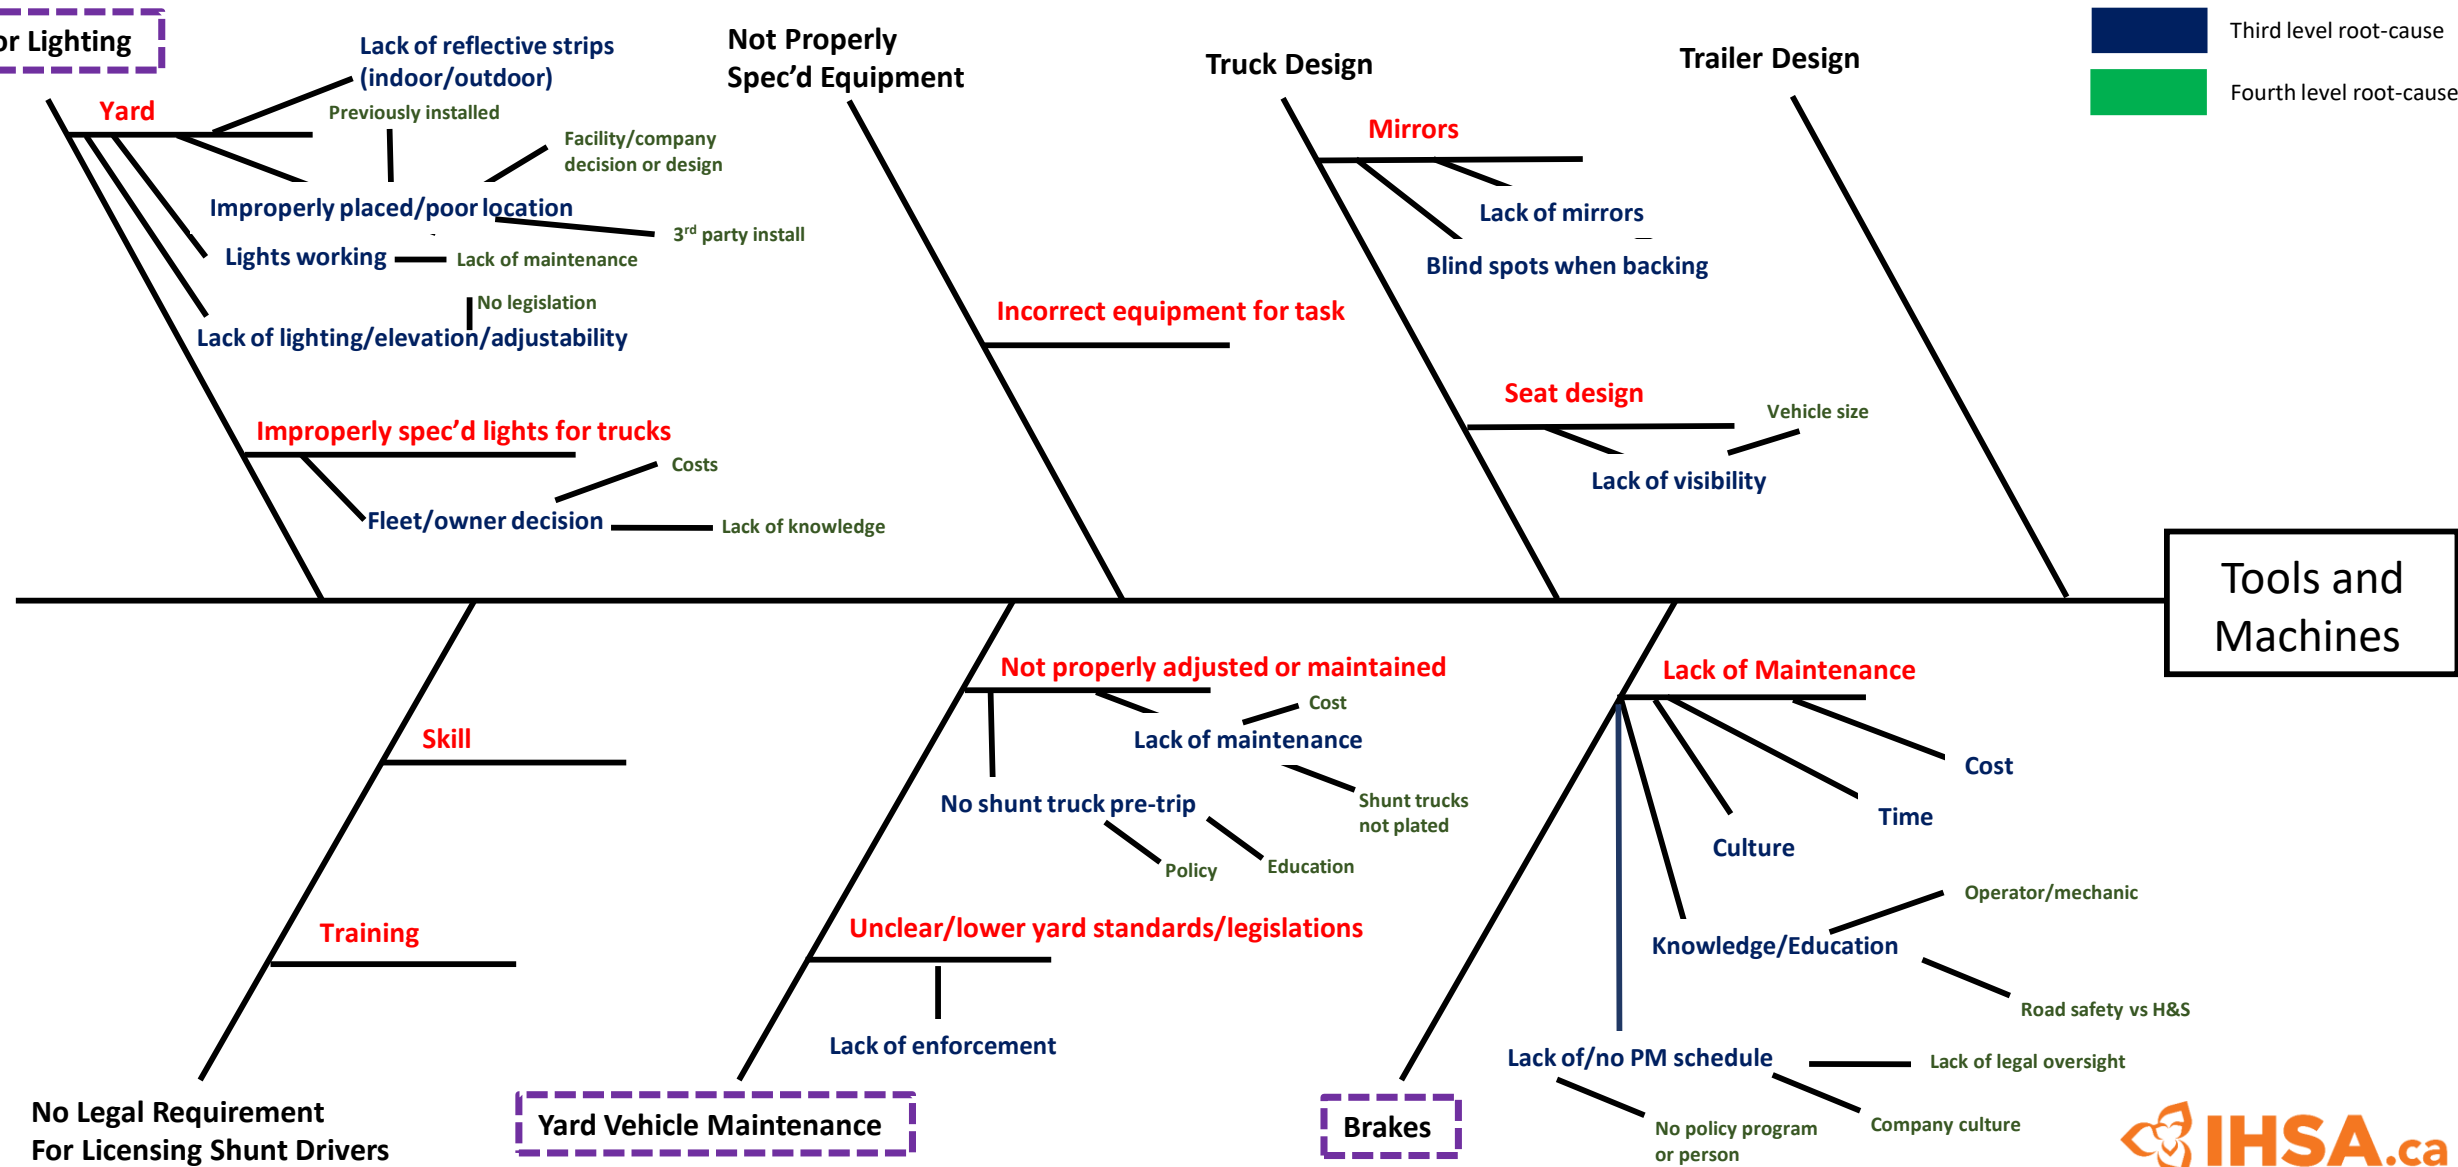 or Lighting
Lack of reflective strips
(indoor/outdoor)
Not Properly
Spec'd Equipment
Truck Design
Trailer Design
Third level root-cause
Fourth level root-cause
Yard
Previously installed
Facility/company
decision or design
Improperly placed/poor location
3rd party install
Lights working
Lack of maintenance
No legislation
Lack of lighting/elevation/adjustability
Improperly spec'd lights for trucks
Costs
Fleet/owner decision
Lack of knowledge
Incorrect equipment for task
Mirrors
Lack of mirrors
Blind spots when backing
Seat design
Vehicle size
Lack of visibility
Tools and
Machines
Skill
Training
No Legal Requirement
For Licensing Shunt Drivers
Not properly adjusted or maintained
Cost
Lack of maintenance
Shunt trucks
not plated
No shunt truck pre-trip
Policy
Education
Unclear/lower yard standards/legislations
Lack of enforcement
Yard Vehicle Maintenance
Lack of Maintenance
Cost
Time
Culture
Operator/mechanic
Knowledge/Education
Road safety vs H&S
Lack of/no PM schedule
Lack of legal oversight
Company culture
No policy program
or person
Brakes
IHSA.ca